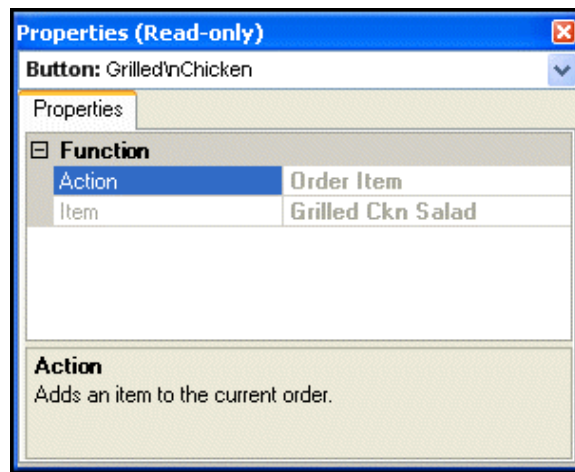 Properties (Read-only)
Button: Grilled\nChicken
Properties
Function
Action Order Item
Item Grilled Ckn Salad
Action
Adds an item to the current order.